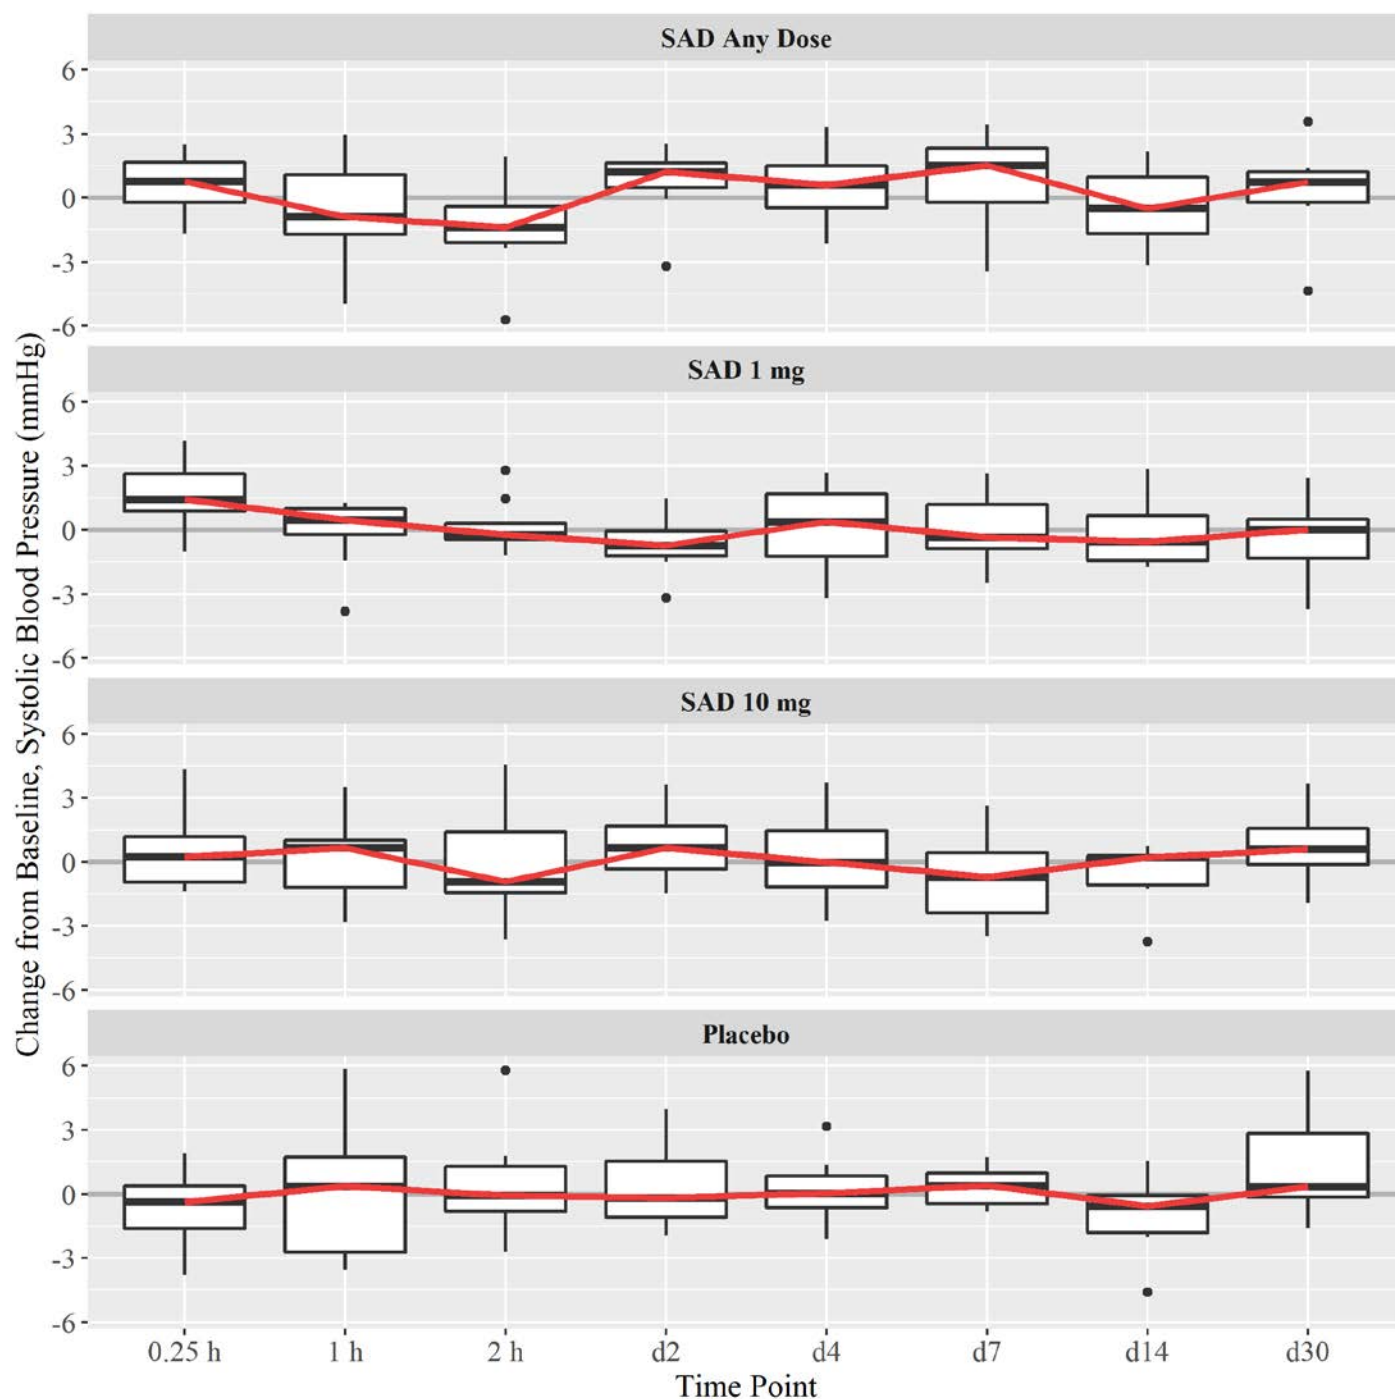 SAD Any Dose
6
3
0
-3
-6
SAD 1 mg
6
3
0
-3
-6
SAD 10 mg
6
3
0
-3
-6
Placebo
6
3
0
-3
-6
Change from Baseline, Systolic Blood Pressure (mmHg)
0.25 h 1 h 2 h d2 d4 d7 d14 d30
Time Point